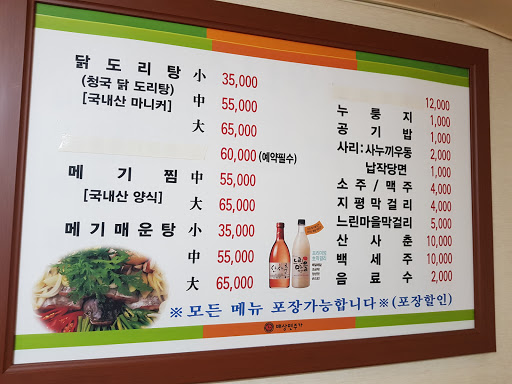 닭도리탕 小 35,000
(청국 닭 도리탕) 中 55,000
[국내산 마니커] 大 65,000
60,000 (예약필수)
메기찜 中 55,000
[국내산 양식] 大 65,000
메기매운탕 小 35,000
中 55,000
大 65,000
12,000
누룽지 1,000
공기밥 1,000
사리:사누끼우동 2,000
납작당면 1,000
소주/맥주 4,000
지평막걸리 4,000
느린마을막걸리 5,000
산사춘 10,000
백세주 10,000
음료수 2,000
※모든 메뉴 포장가능합니다※(포장할인)
배상면주가